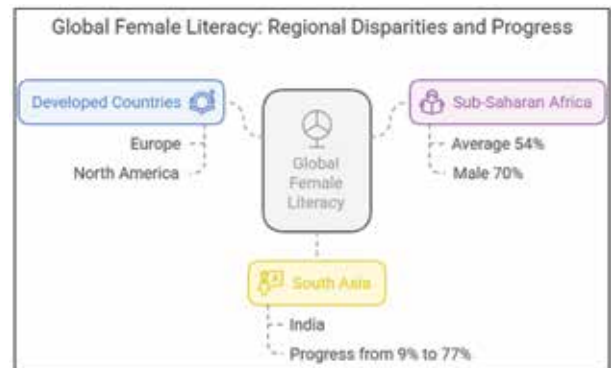 Global Female Literacy: Regional Disparities and Progress
Developed Countries
Europe
North America
Global
Female
Literacy
Sub-Saharan Africa
Average 54%
Male 70%
South Asia
India
Progress from 9% to 77%